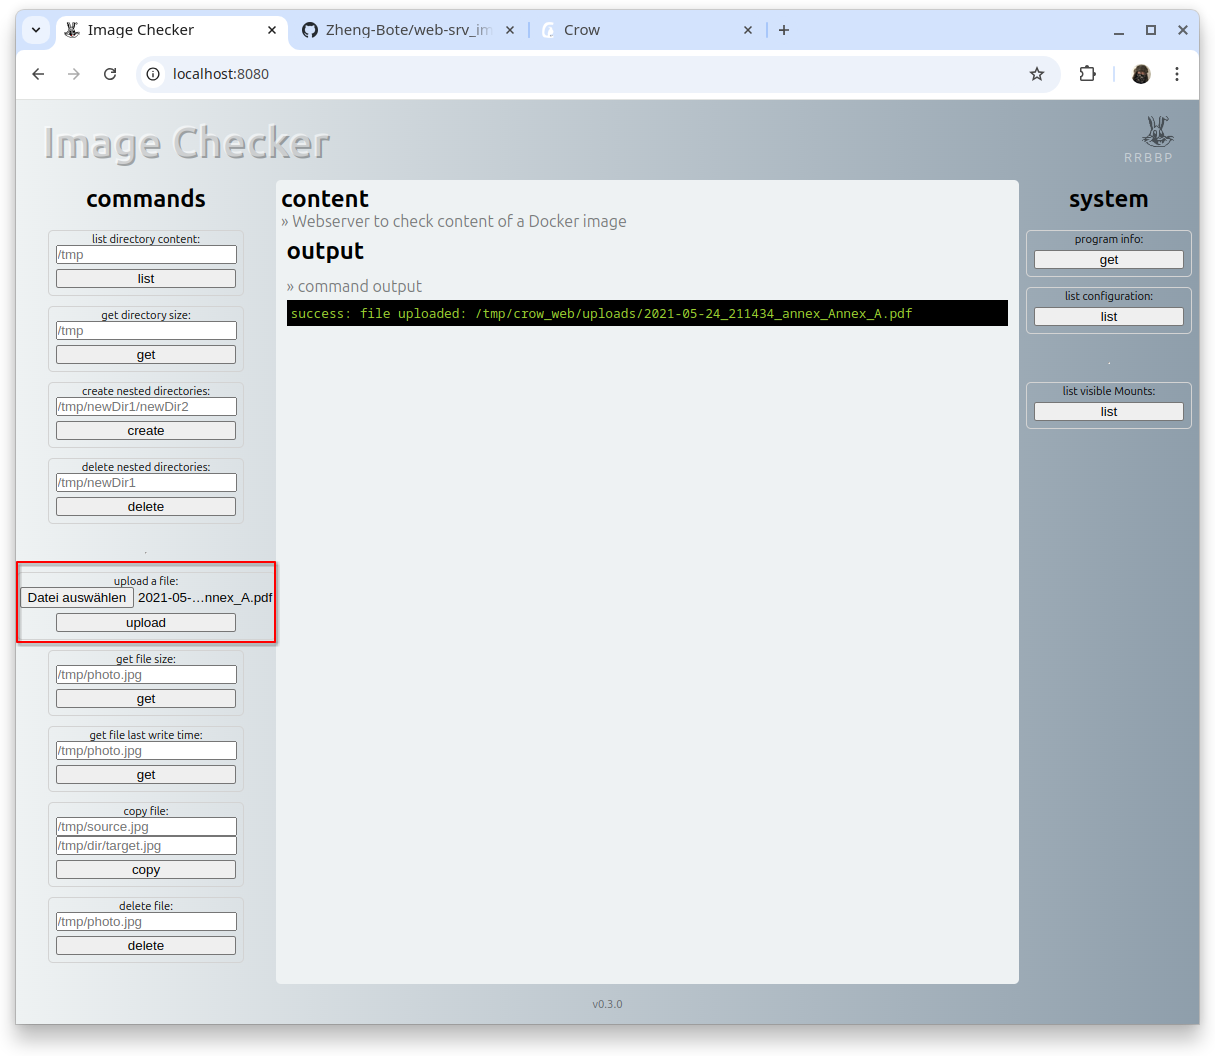 Image Checker
Zheng-Bote/web-srv_im
Crow
localhost:8080
Image Checker
RRBBP
commands
list directory content:
/tmp
list
get directory size:
/tmp
get
create nested directories:
/tmp/newDir1/newDir2
create
delete nested directories:
/tmp/newDir1
delete
.
upload a file:
Datei auswählen 2021-05-...nnex_A.pdf
upload
get file size:
/tmp/photo.jpg
get
get file last write time:
/tmp/photo.jpg
get
copy file:
/tmp/source.jpg
/tmp/dir/target.jpg
copy
delete file:
/tmp/photo.jpg
delete
content
» Webserver to check content of a Docker image
output
» command output
success: file uploaded: /tmp/crow_web/uploads/2021-05-24_211434_annex_Annex_A.pdf
system
program info:
get
list configuration:
list
.
list visible Mounts:
list
v0.3.0